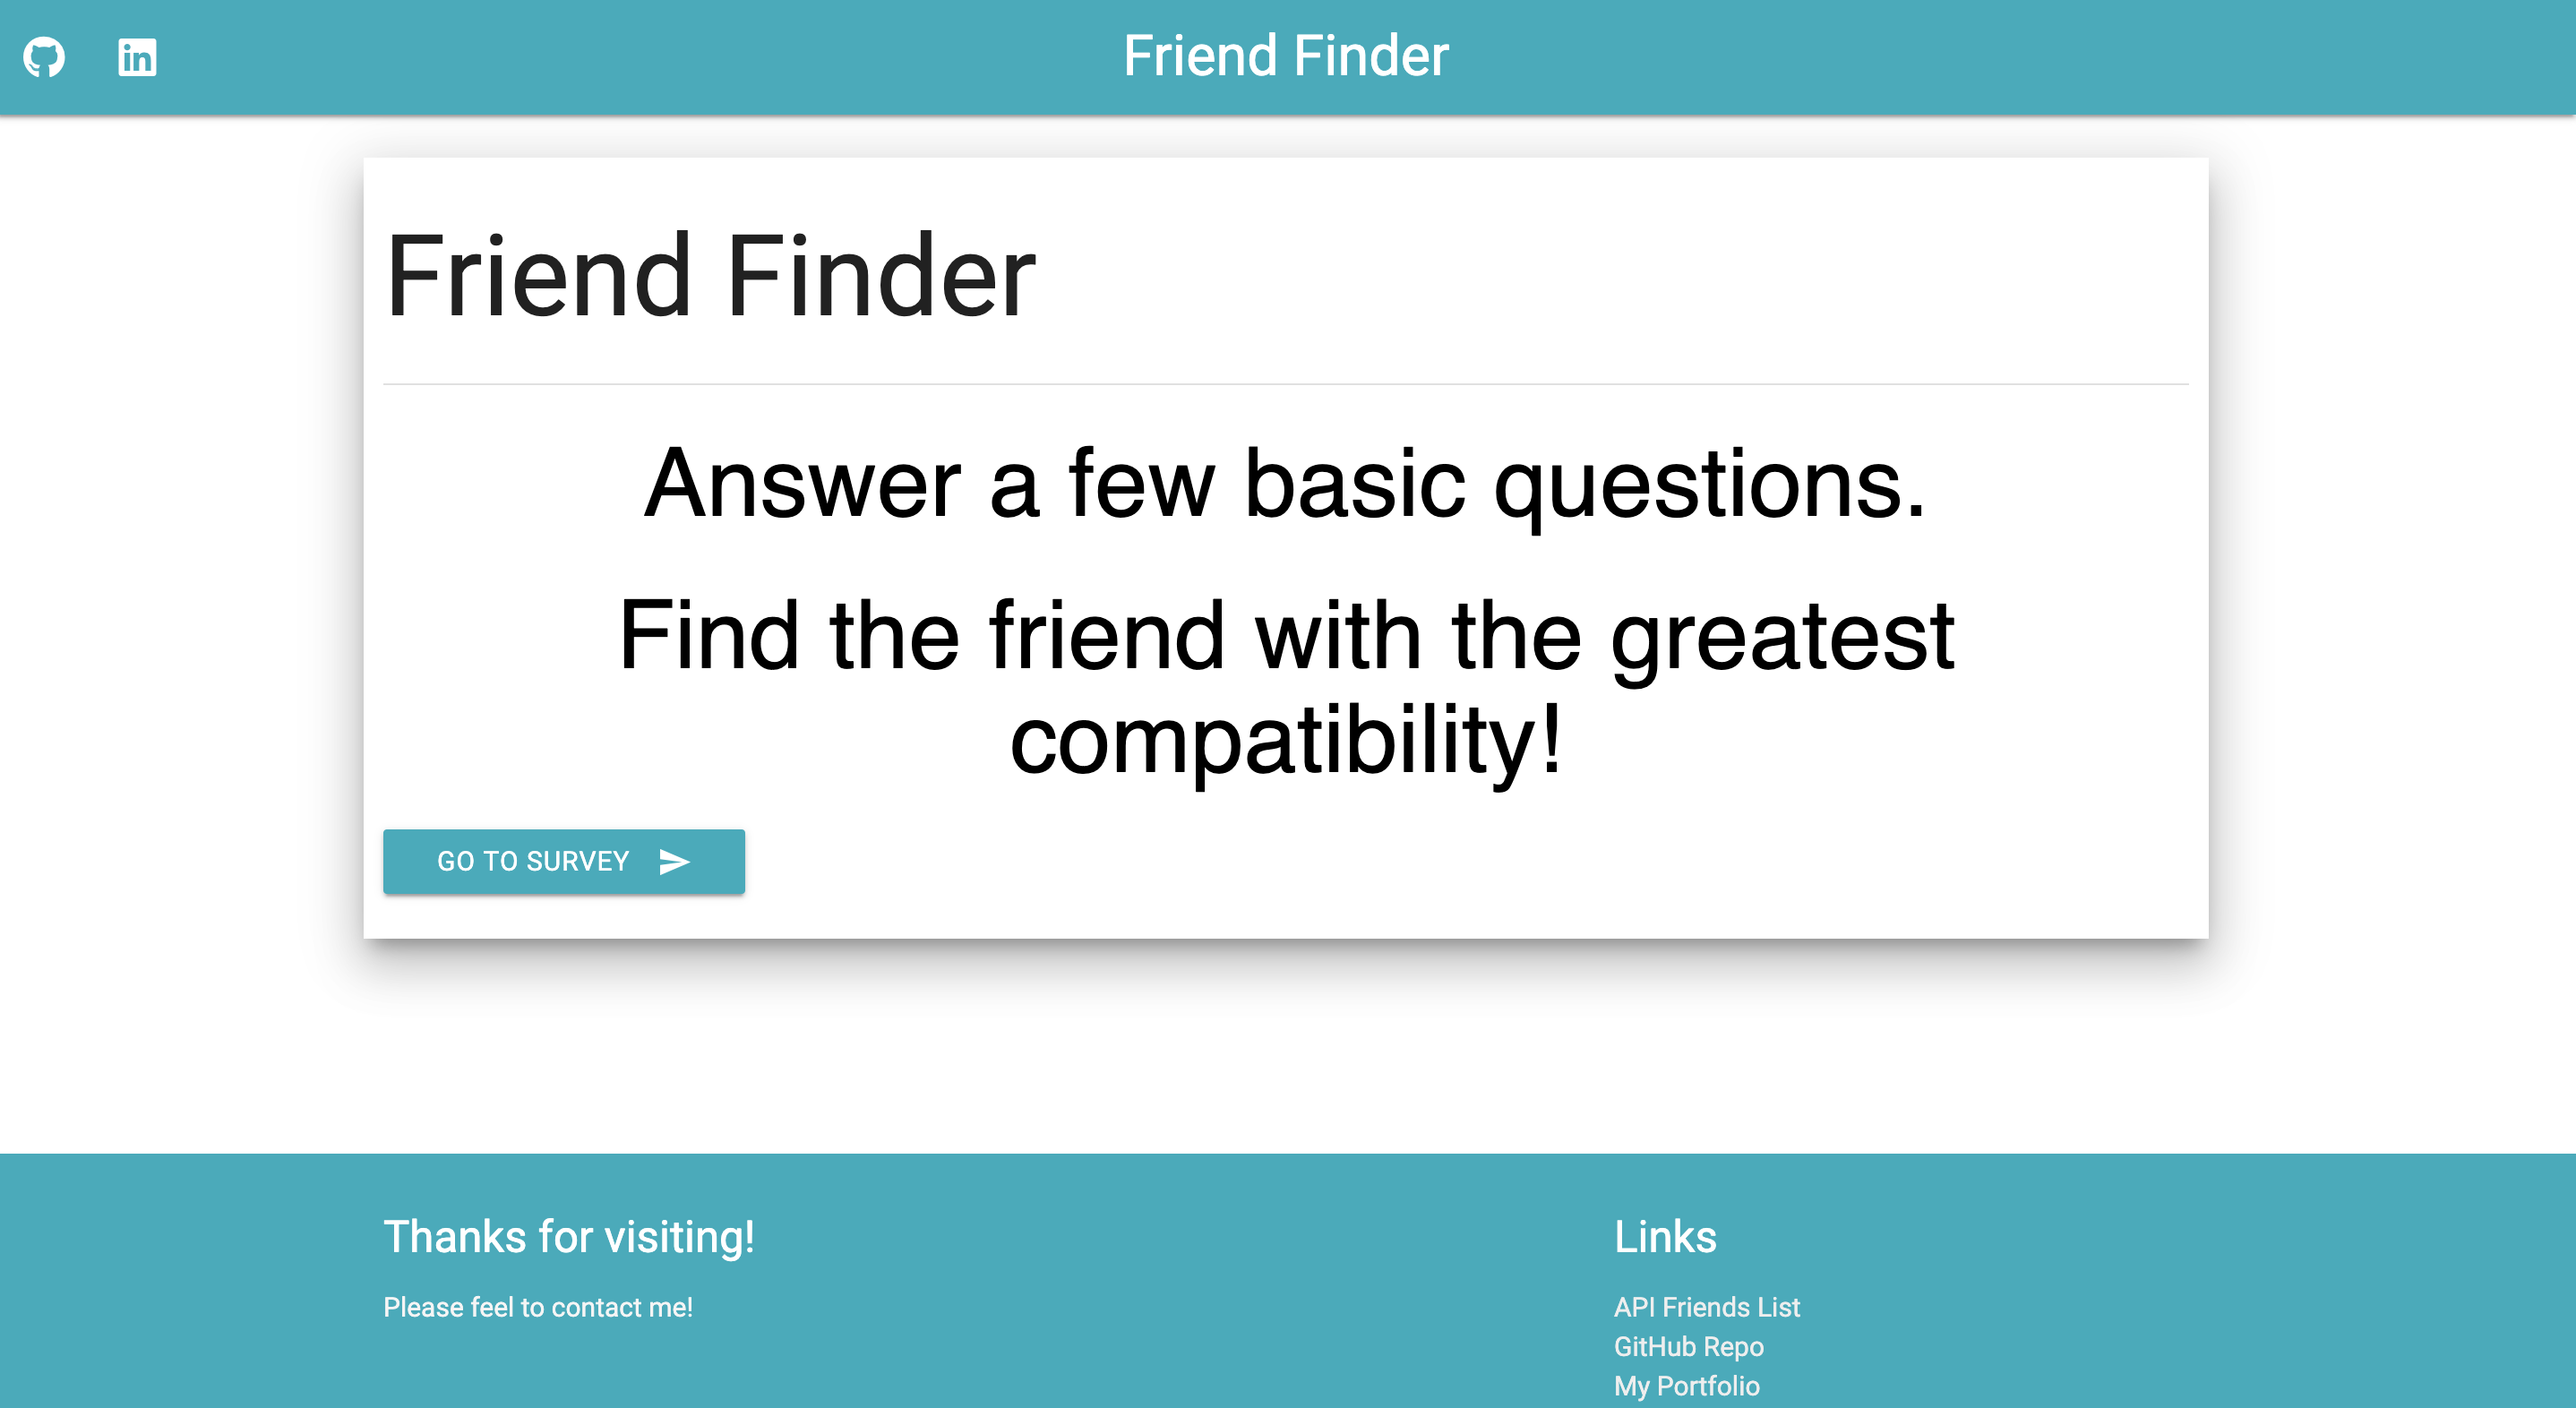 Friend Finder
Friend Finder
Answer a few basic questions.
Find the friend with the greatest
compatibility!
GO TO SURVEY
Thanks for visiting!
Please feel to contact me!
Links
API Friends List
GitHub Repo
My Portfolio